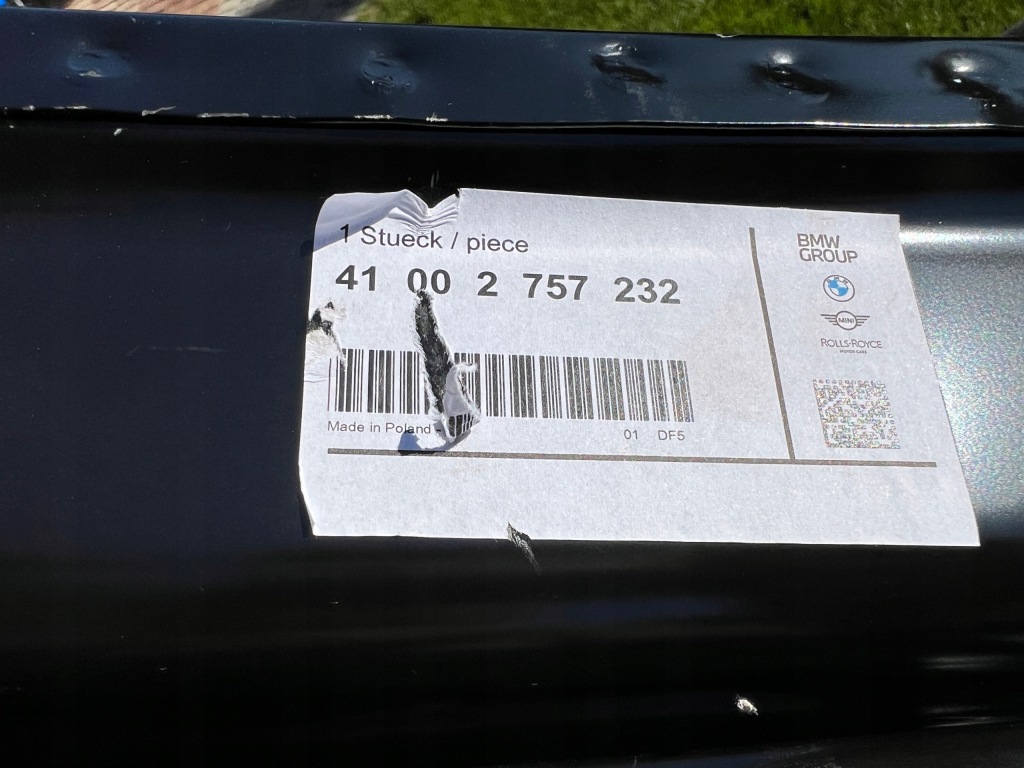 1 Stueck / piece
41 00 2 757 232
Made in Poland -
01 DF5
BMW
GROUP
BMW
MINI
ROLLS-ROYCE
MOTOR CARS